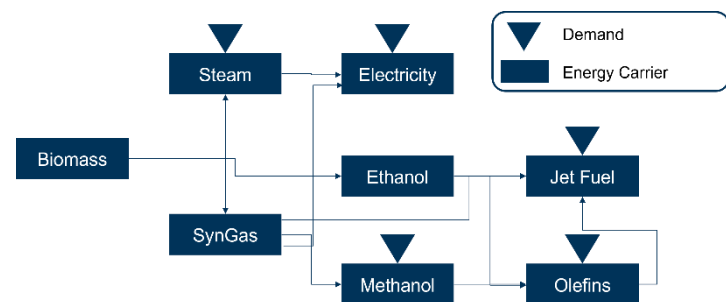 Demand
Steam
Electricity
Energy Carrier
Biomass
Ethanol
Jet Fuel
SynGas
Methanol
Olefins